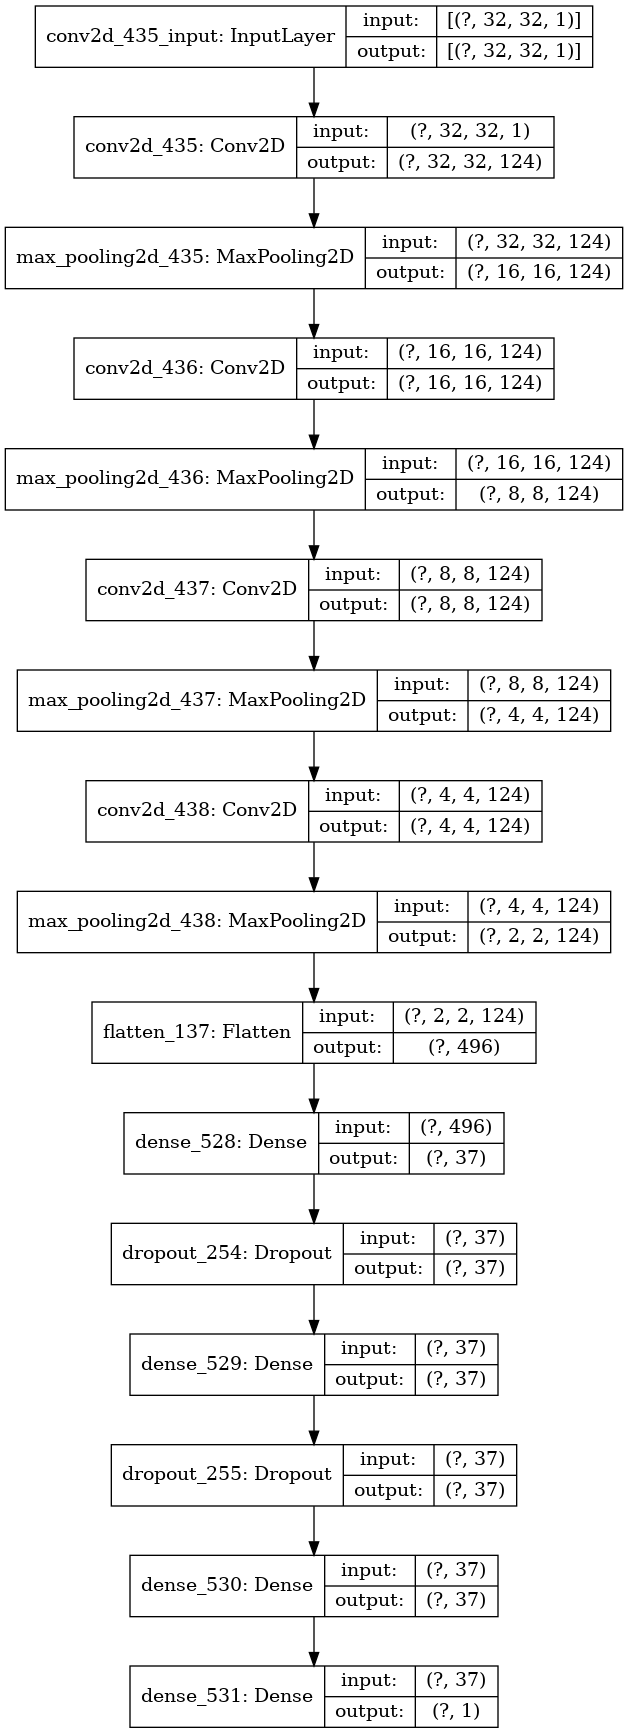 conv2d_435_input: InputLayer
input: [(?, 32, 32, 1)]
output: [(?, 32, 32, 1)]
conv2d_435: Conv2D
input: (?, 32, 32, 1)
output: (?, 32, 32, 124)
max_pooling2d_435: MaxPooling2D
input: (?, 32, 32, 124)
output: (?, 16, 16, 124)
conv2d_436: Conv2D
input: (?, 16, 16, 124)
output: (?, 16, 16, 124)
max_pooling2d_436: MaxPooling2D
input: (?, 16, 16, 124)
output: (?, 8, 8, 124)
conv2d_437: Conv2D
input: (?, 8, 8, 124)
output: (?, 8, 8, 124)
max_pooling2d_437: MaxPooling2D
input: (?, 8, 8, 124)
output: (?, 4, 4, 124)
conv2d_438: Conv2D
input: (?, 4, 4, 124)
output: (?, 4, 4, 124)
max_pooling2d_438: MaxPooling2D
input: (?, 4, 4, 124)
output: (?, 2, 2, 124)
flatten_137: Flatten
input: (?, 2, 2, 124)
output: (?, 496)
dense_528: Dense
input: (?, 496)
output: (?, 37)
dropout_254: Dropout
input: (?, 37)
output: (?, 37)
dense_529: Dense
input: (?, 37)
output: (?, 37)
dropout_255: Dropout
input: (?, 37)
output: (?, 37)
dense_530: Dense
input: (?, 37)
output: (?, 37)
dense_531: Dense
input: (?, 37)
output: (?, 1)